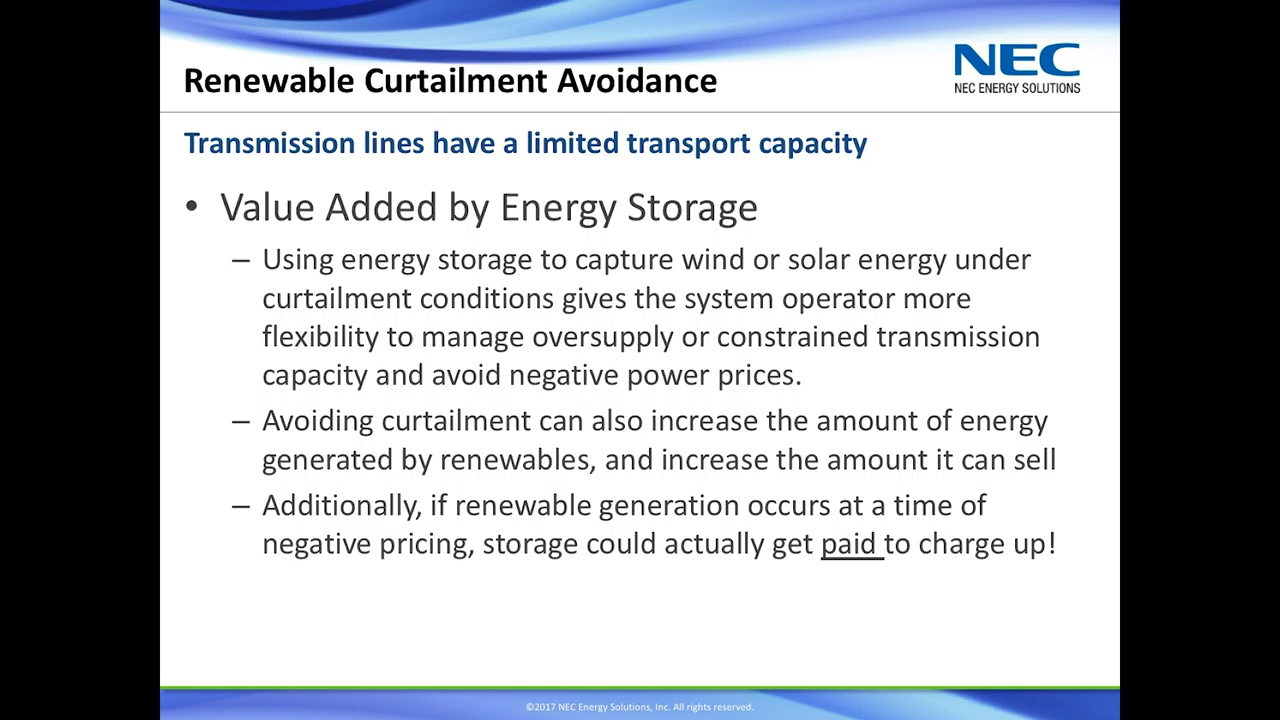 Renewable Curtailment Avoidance
NEC
NEC ENERGY SOLUTIONS
Transmission lines have a limited transport capacity
• Value Added by Energy Storage
– Using energy storage to capture wind or solar energy under
curtailment conditions gives the system operator more
flexibility to manage oversupply or constrained transmission
capacity and avoid negative power prices.
– Avoiding curtailment can also increase the amount of energy
generated by renewables, and increase the amount it can sell
– Additionally, if renewable generation occurs at a time of
negative pricing, storage could actually get paid to charge up!
©2017 NEC Energy Solutions, Inc. All rights reserved.